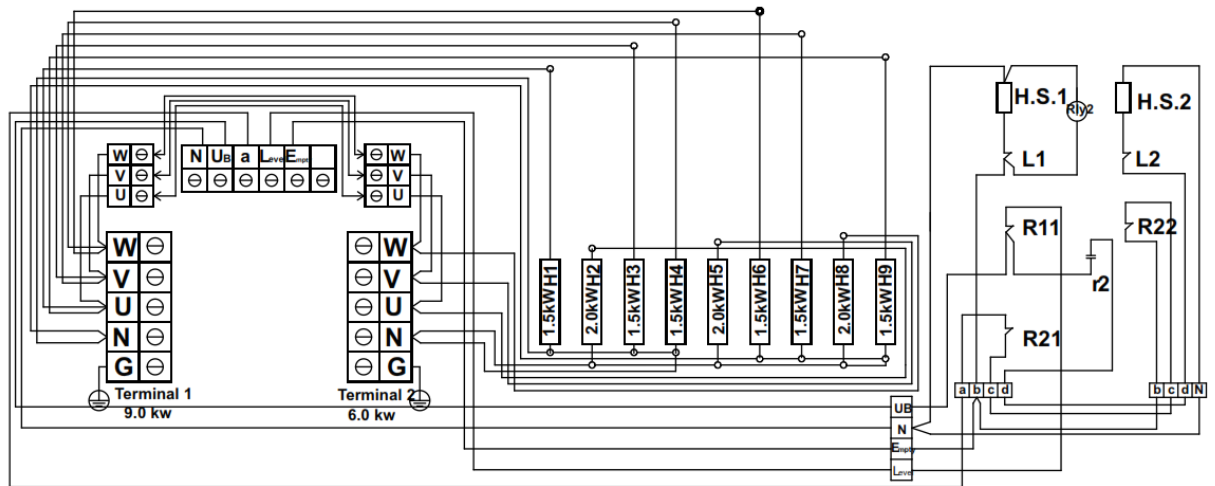 N UB a Level Empt
W
V
U
W
V
U
W
V
U
N
G
W
V
U
N
G
Terminal 1
9.0 kw
Terminal 2
6.0 kw
1.5kWH1
2.0kWH2
1.5kWH3
1.5kWH4
2.0kWH5
1.5kWH6
1.5kWH7
2.0kWH8
1.5kWH9
H.S.1
Rly2
H.S.2
L1
L2
R11
R22
r2
R21
a b c d
b c d N
UB
N
Empty
Level